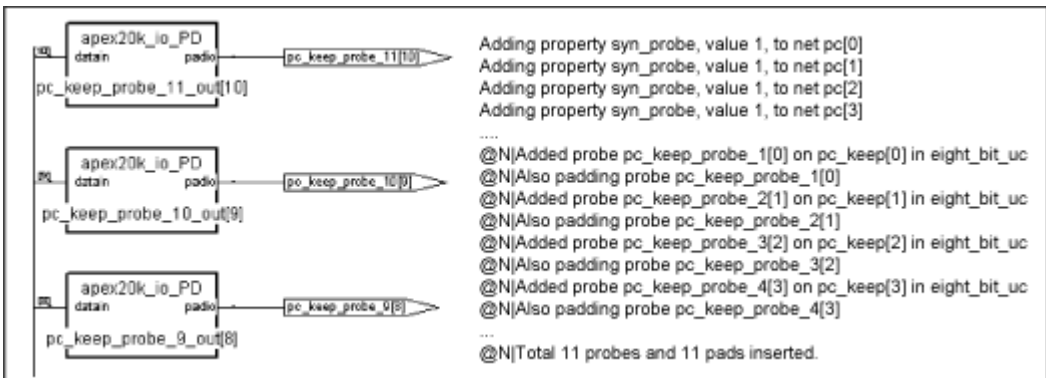 apex20k_io_PD
[10]
datain
padio
pc_keep_probe_11[10]
pc_keep_probe_11_out[10]
apex20k_io_PD
[9]
datain
padio
pc_keep_probe_10[9]
pc_keep_probe_10_out[9]
apex20k_io_PD
[8]
datain
padio
pc_keep_probe_9[8]
pc_keep_probe_9_out[8]
Adding property syn_probe, value 1, to net pc[0]
Adding property syn_probe, value 1, to net pc[1]
Adding property syn_probe, value 1, to net pc[2]
Adding property syn_probe, value 1, to net pc[3]
....
@N|Added probe pc_keep_probe_1[0] on pc_keep[0] in eight_bit_uc
@N|Also padding probe pc_keep_probe_1[0]
@N|Added probe pc_keep_probe_2[1] on pc_keep[1] in eight_bit_uc
@N|Also padding probe pc_keep_probe_2[1]
@N|Added probe pc_keep_probe_3[2] on pc_keep[2] in eight_bit_uc
@N|Also padding probe pc_keep_probe_3[2]
@N|Added probe pc_keep_probe_4[3] on pc_keep[3] in eight_bit_uc
@N|Also padding probe pc_keep_probe_4[3]
...
@N|Total 11 probes and 11 pads inserted.